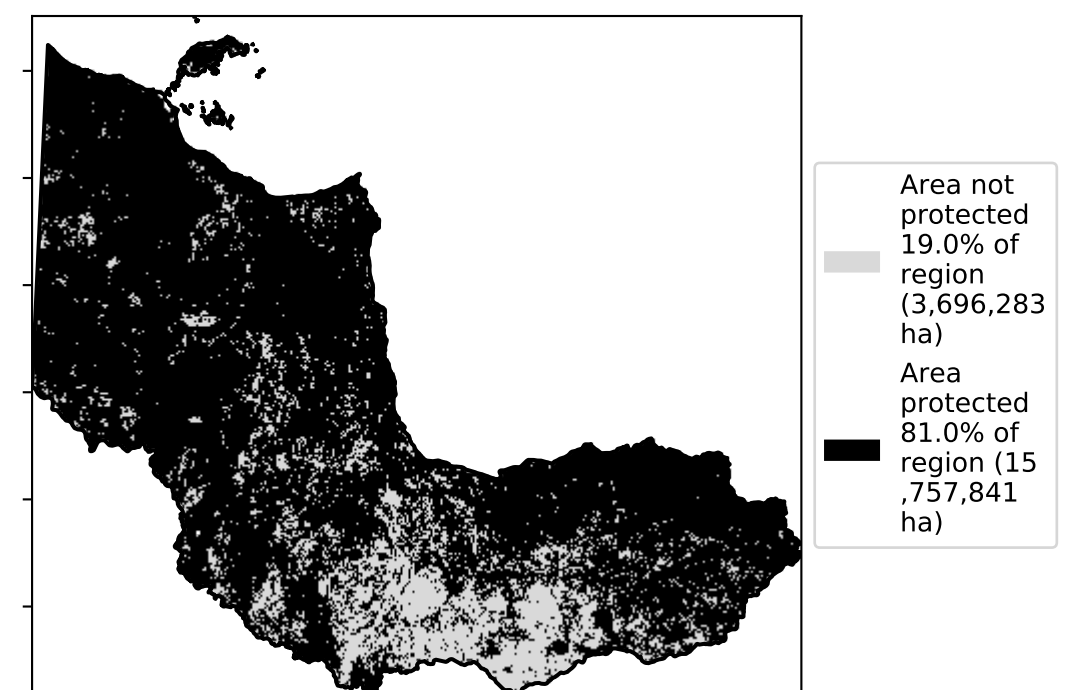 Area not
protected
19.0% of
region
(3,696,283
ha)
Area
protected
81.0% of
region (15
,757,841
ha)